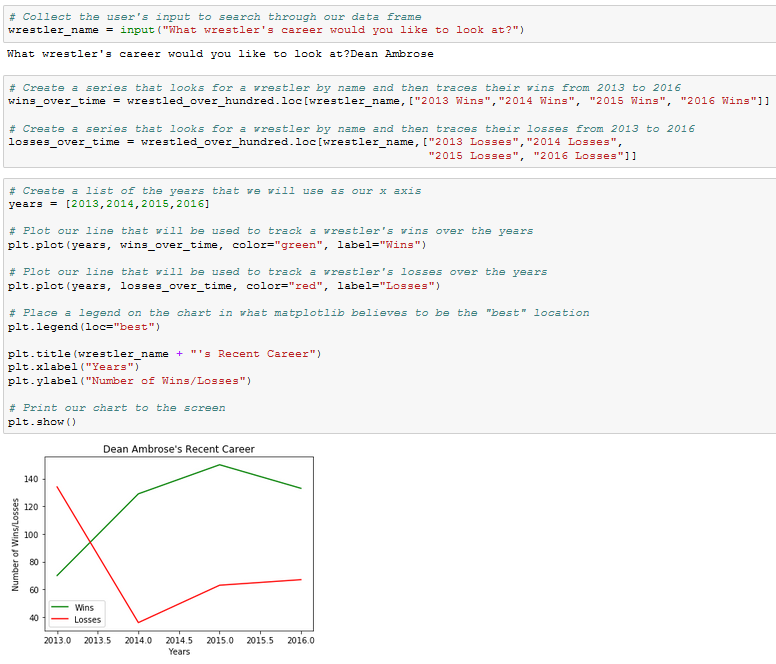 # Collect the user's input to search through our data frame
wrestler_name = input("What wrestler's career would you like to look at?")
What wrestler's career would you like to look at?Dean Ambrose
# Create a series that looks for a wrestler by name and then traces their wins from 2013 to 2016
wins_over_time = wrestled_over_hundred.loc[wrestler_name,["2013 Wins","2014 Wins", "2015 Wins", "2016 Wins"]]
# Create a series that looks for a wrestler by name and then traces their losses from 2013 to 2016
losses_over_time = wrestled_over_hundred.loc[wrestler_name,["2013 Losses","2014 Losses",
"2015 Losses", "2016 Losses"]]
# Create a list of the years that we will use as our x axis
years = [2013,2014,2015,2016]
# Plot our line that will be used to track a wrestler's wins over the years
plt.plot(years, wins_over_time, color="green", label="Wins")
# Plot our line that will be used to track a wrestler's losses over the years
plt.plot(years, losses_over_time, color="red", label="Losses")
# Place a legend on the chart in what matplotlib believes to be the "best" location
plt.legend(loc="best")
plt.title(wrestler_name + "'s Recent Career")
plt.xlabel("Years")
plt.ylabel("Number of Wins/Losses")
# Print our chart to the screen
plt.show()
Dean Ambrose's Recent Career
Number of Wins/Losses
140
120
100
80
60
40
Wins
Losses
2013.0 2013.5 2014.0 2014.5 2015.0 2015.5 2016.0
Years